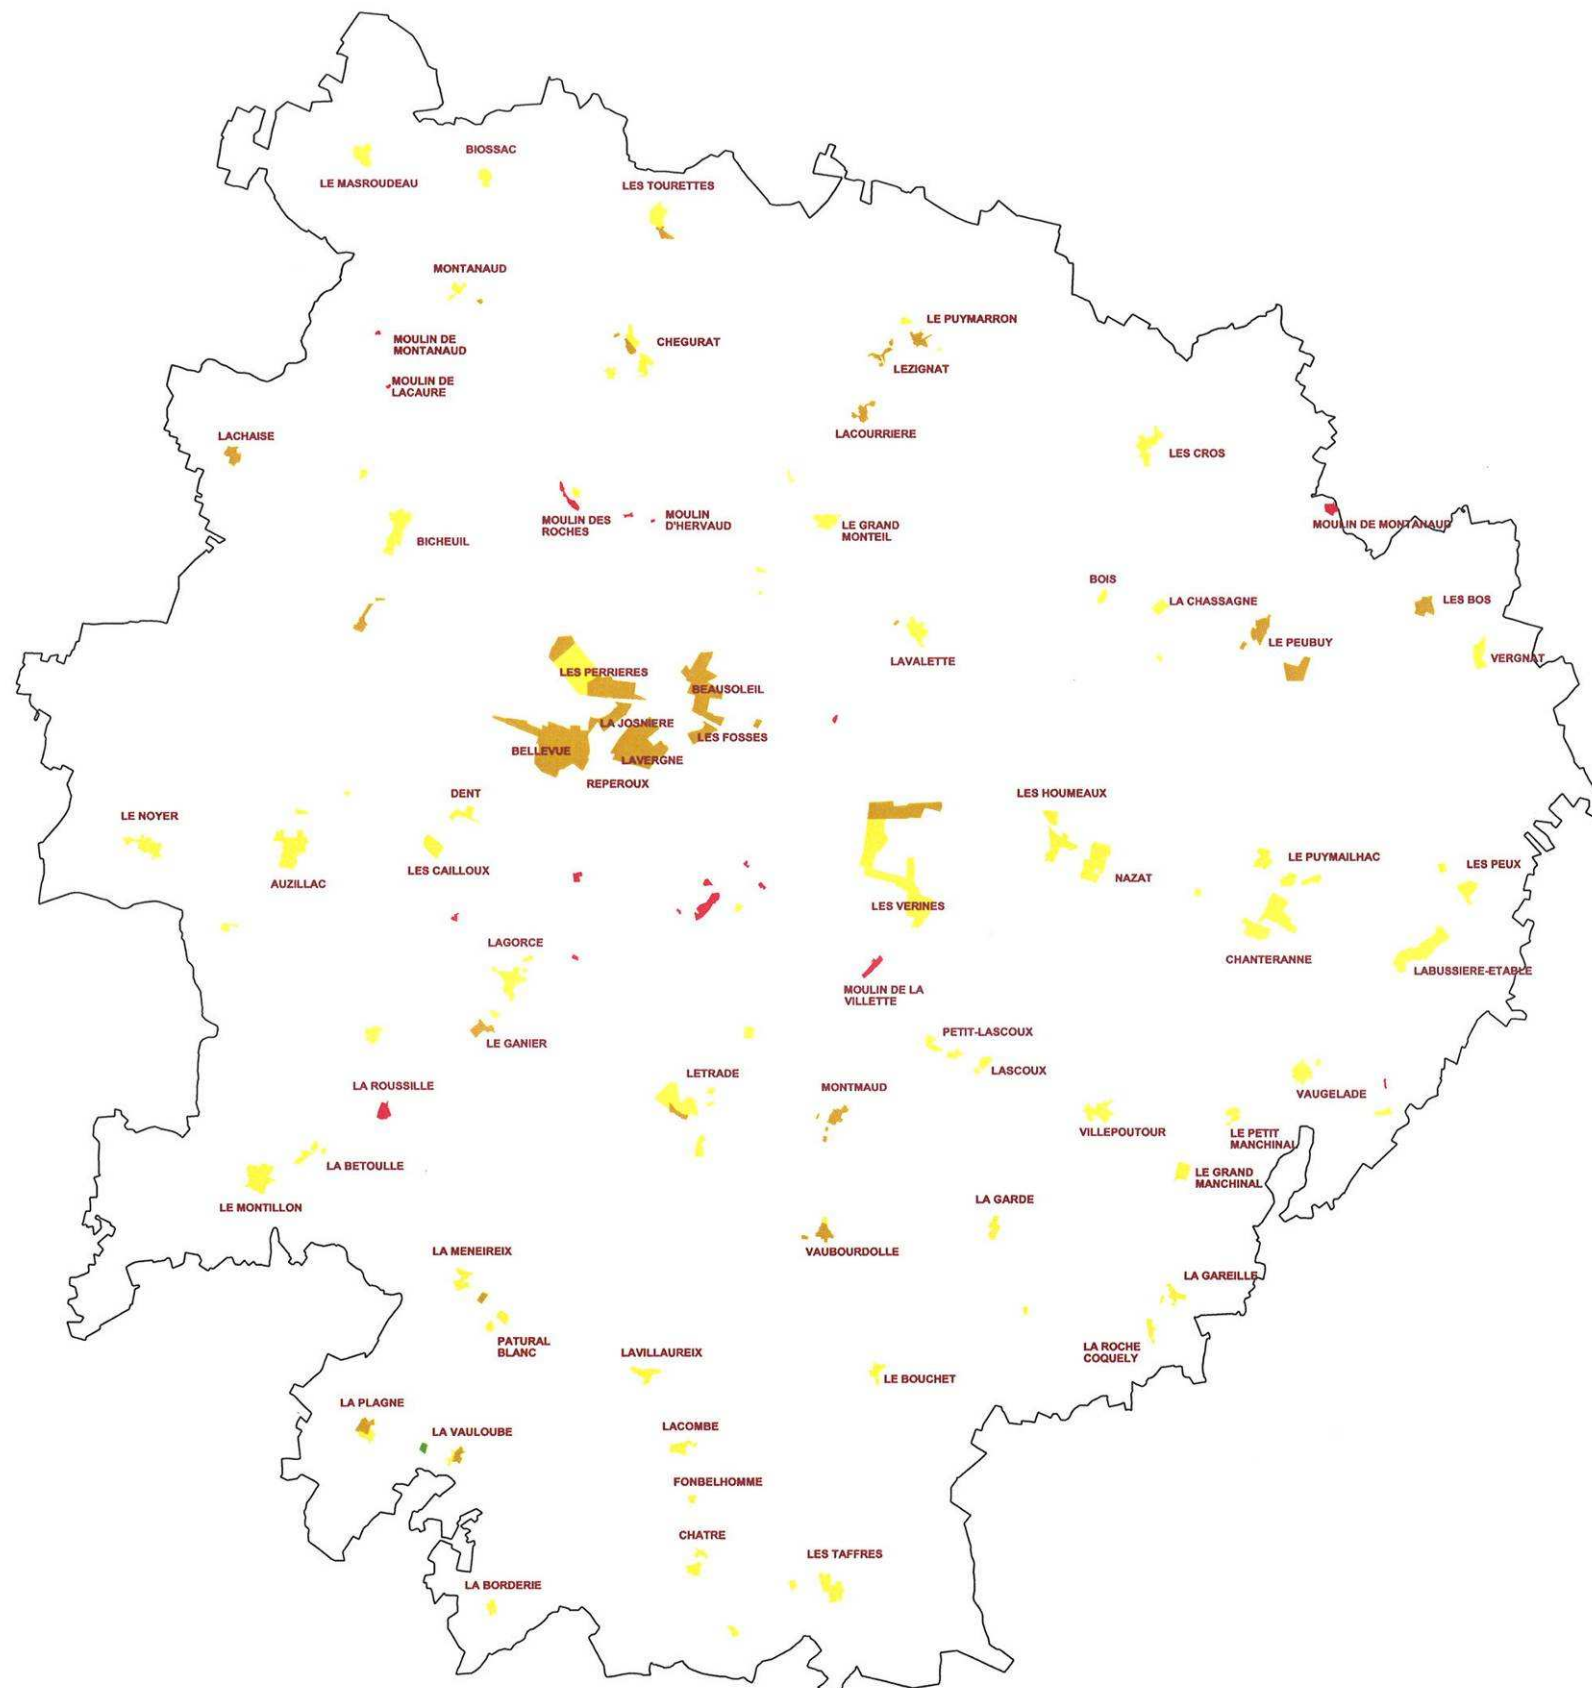 BIOSSAC
LE MASROUDEAU
LES TOURETTES
MONTANAUD
LE PUYMARRON
MOULIN DE
MONTANAUD
CHEGURAT
LEZIGNAT
MOULIN DE
LACAURE
LACHAISE
LACOURRIERE
LES CROS
MOULIN DES
ROCHES
MOULIN
D'HERVAUD
LE GRAND
MONTEIL
MOULIN DE MONTANAUD
BICHEUIL
BOIS
LA CHASSAGNE
LES BOS
LE PEUBUY
LAVALETTE
VERGNAT
LES PERRIERES
BEAUSOLEIL
LA JOSNIERE
LES FOSSES
BELLEVUE
LAVERGNE
REPEROUX
DENT
LES HOUMEAUX
LE NOYER
LE PUYMAILHAC
LES PEUX
LES CAILLOUX
NAZAT
AUZILLAC
LES VERINES
LAGORCE
CHANTERANNE
LABUSSIERE-ETABLE
MOULIN DE LA
VILLETTE
PETIT-LASCOUX
LE GANIER
LASCOUX
LETRADE
LA ROUSSILLE
MONTMAUD
VAUGELADE
VILLEPOUTOUR
LE PETIT
MANCHINAL
LA BETOULLE
LE GRAND
MANCHINAL
LE MONTILLON
LA GARDE
LA MENEIREIX
VAUBOURDOLLE
LA GAREILLE
PATURAL
BLANC
LAVILLAUREIX
LA ROCHE
COQUELY
LE BOUCHET
LA PLAGNE
LA VAULOUBE
LACOMBE
FONBELHOMME
CHATRE
LES TAFFRES
LA BORDERIE